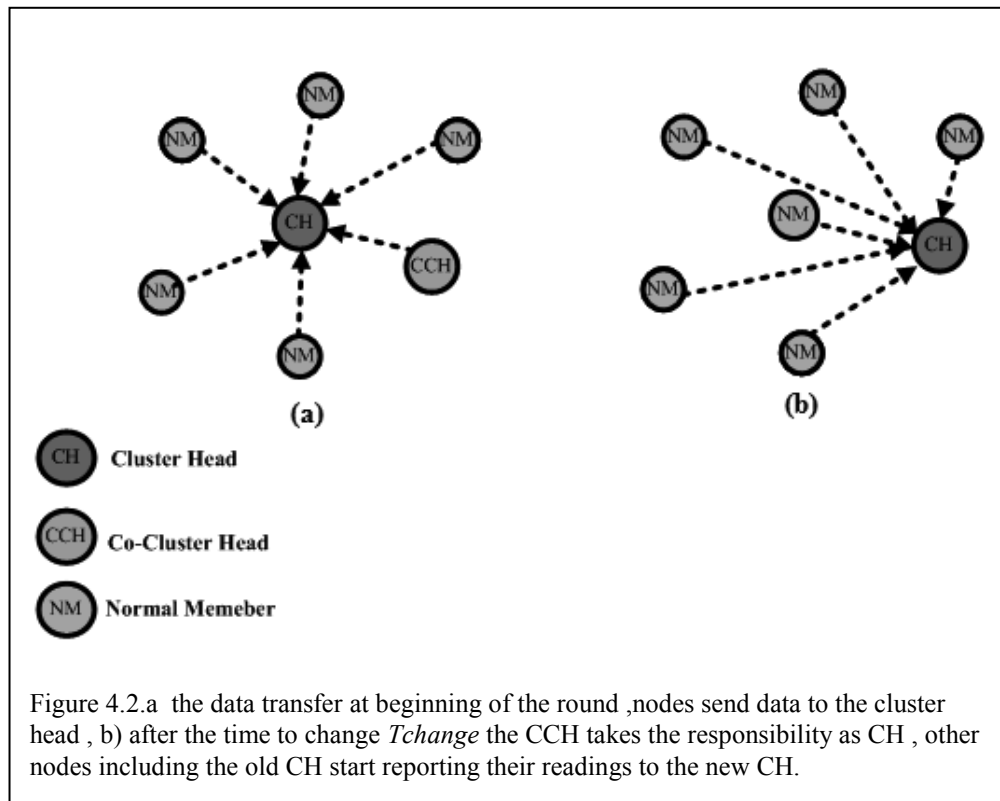 NM
NM
NM
CH
CCH
NM
NM
(a)
NM
NM
NM
NM
CH
NM
NM
(b)
CH Cluster Head
CCH Co-Cluster Head
NM Normal Memeber
Figure 4.2.a the data transfer at beginning of the round ,nodes send data to the cluster
head , b) after the time to change Tchange the CCH takes the responsibility as CH , other
nodes including the old CH start reporting their readings to the new CH.